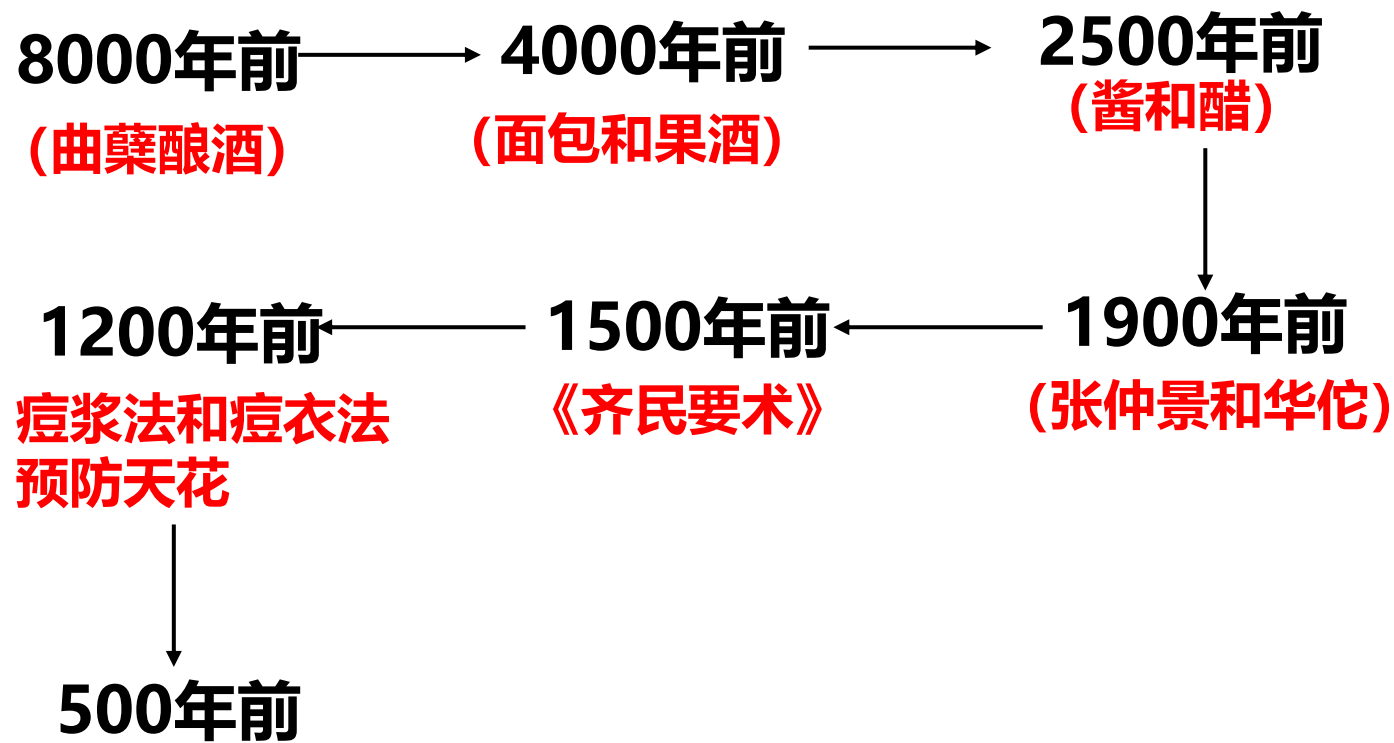 8000年前
（曲蘖酿酒）
4000年前
（面包和果酒）
2500年前
（酱和醋）
1900年前
（张仲景和华佗）
1500年前
《齐民要术》
1200年前
痘浆法和痘衣法
预防天花
500年前